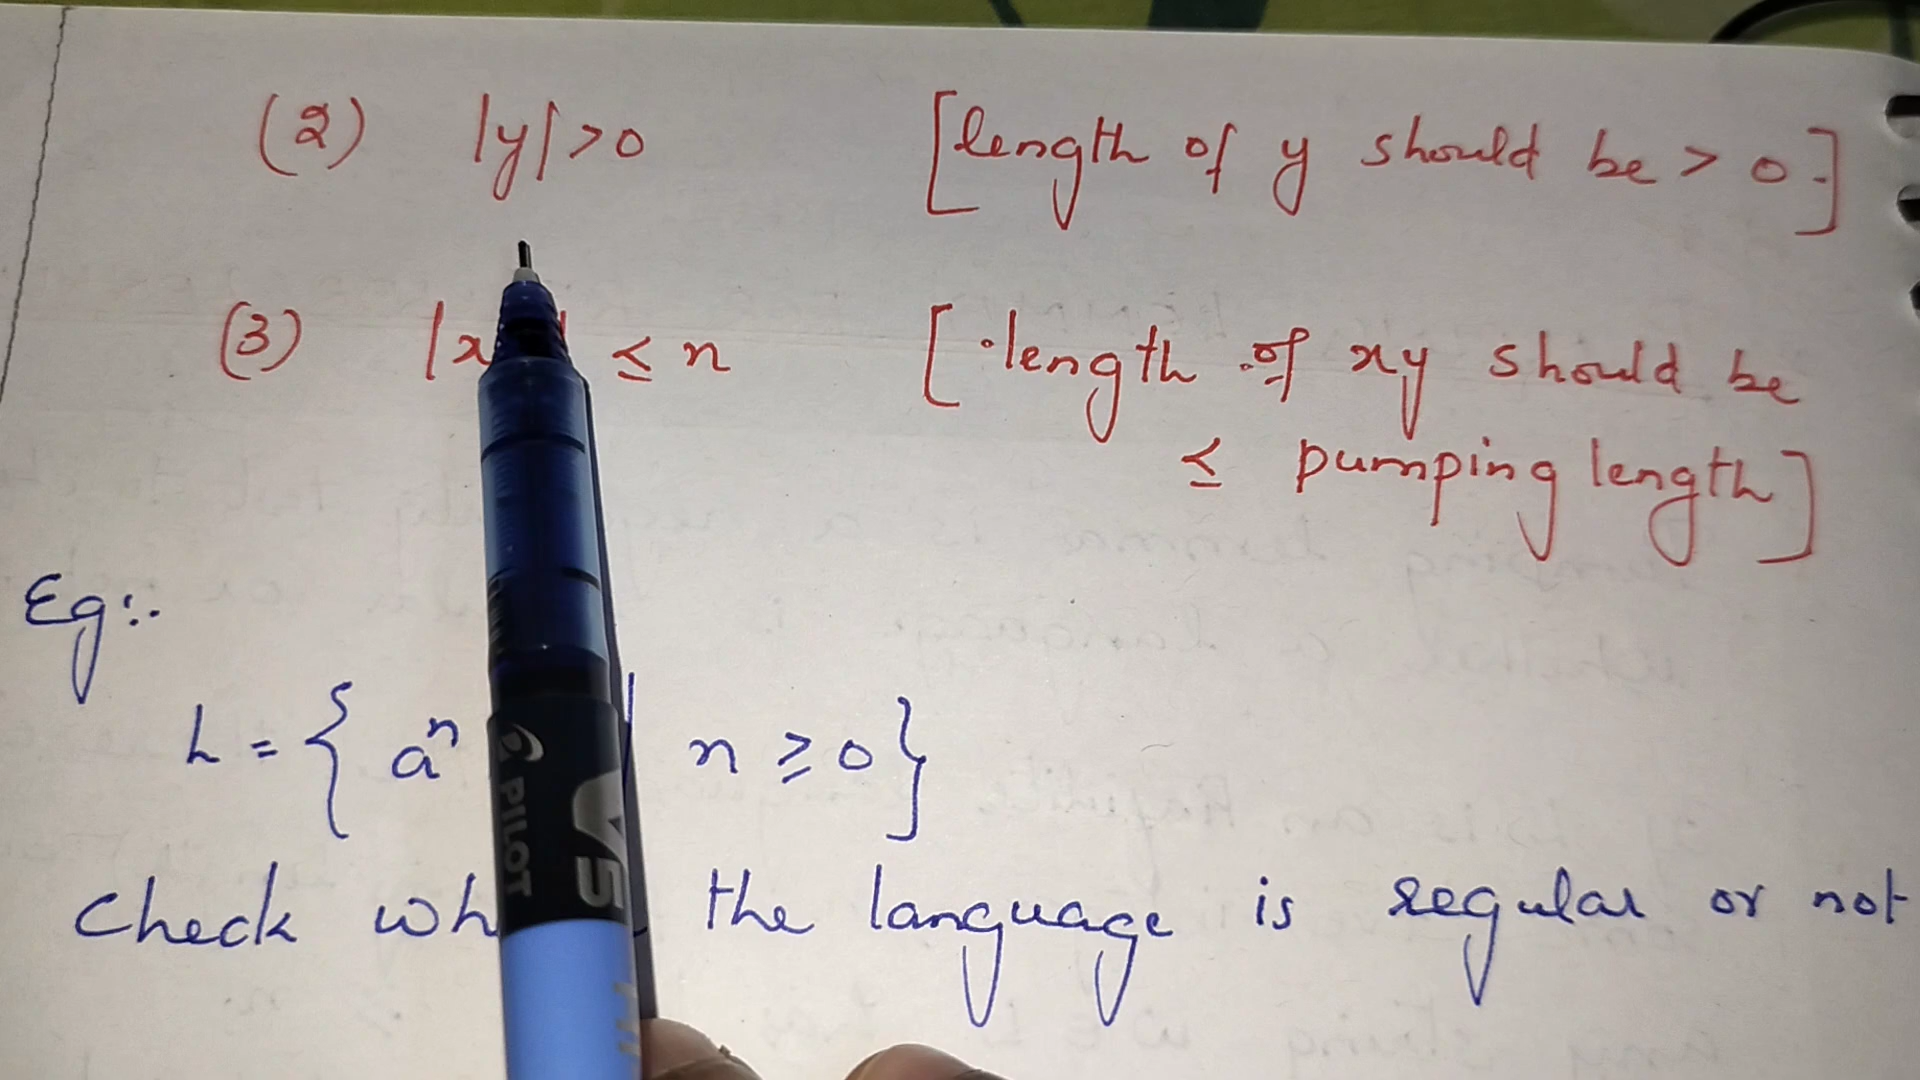 (2) |y| > 0 [length of y should be > 0.]
(3) |x | ≤ n [length of xy should be
≤ pumping length]
Eg:-
L = { a^n | n ≥ 0 }
check the language is regular or not
PILOT
V5